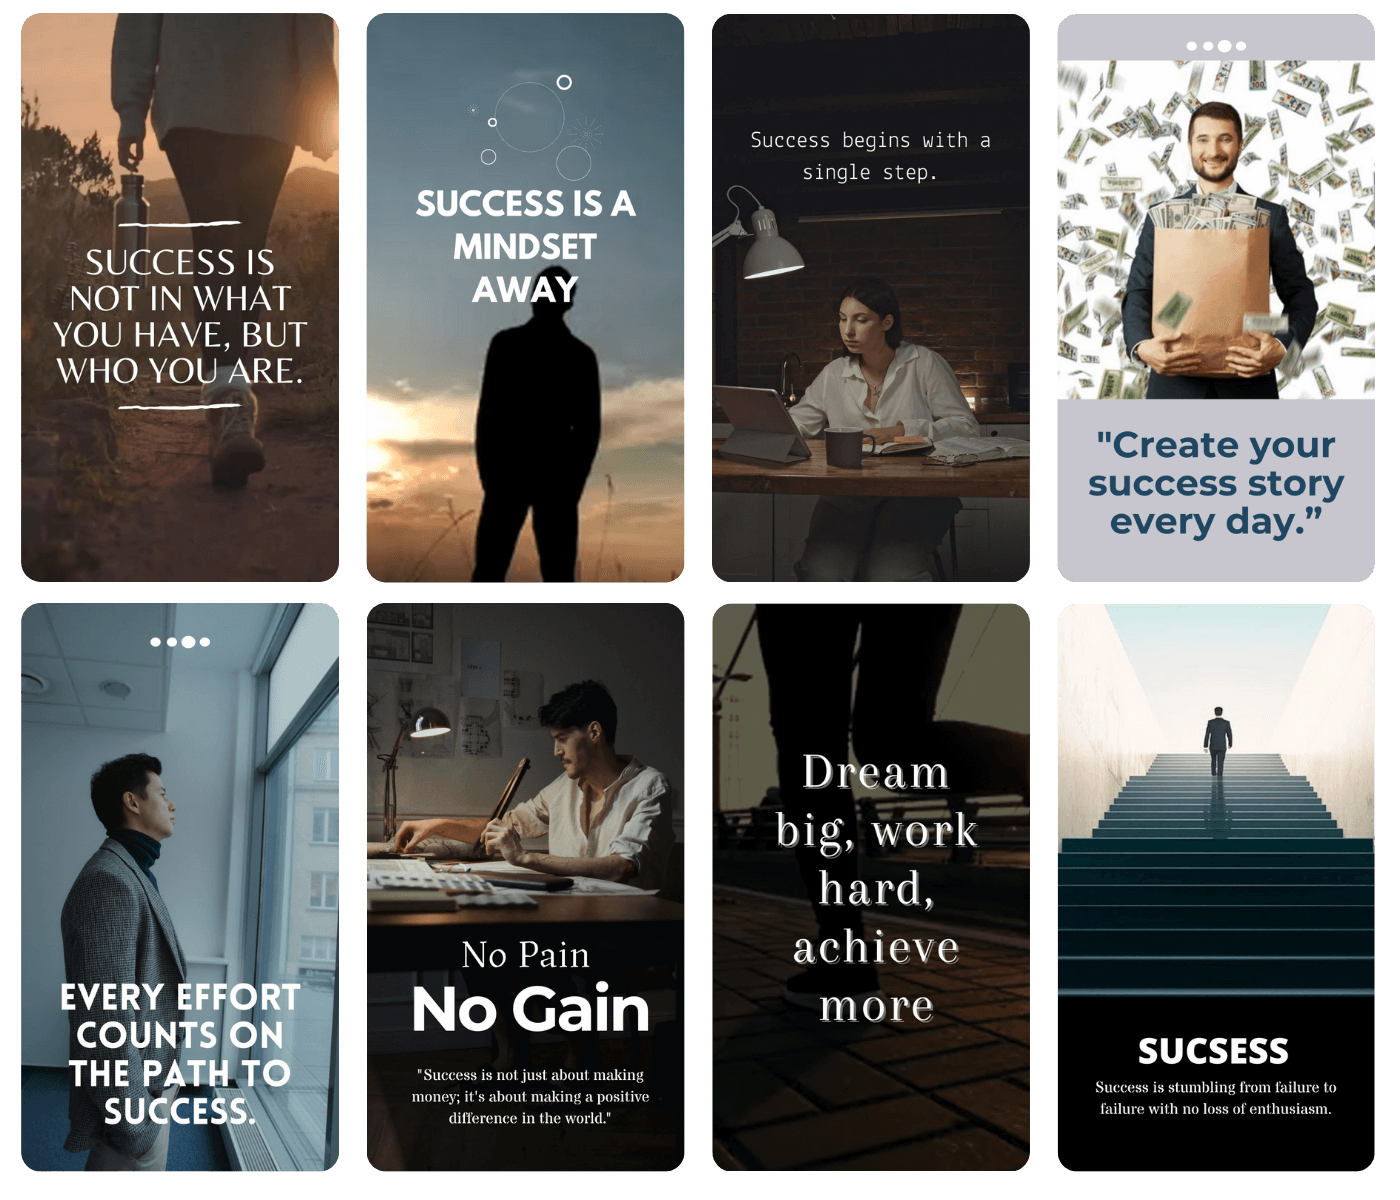 SUCCESS IS
NOT IN WHAT
YOU HAVE, BUT
WHO YOU ARE.
SUCCESS IS A
MINDSET
AWAY
Success begins with a
single step.
"Create your
success story
every day.”
EVERY EFFORT
COUNTS ON
THE PATH TO
SUCCESS.
No Pain
No Gain
"Success is not just about making
money; it's about making a positive
difference in the world."
Dream
big, work
hard,
achieve
more
SUCSESS
Success is stumbling from failure to
failure with no loss of enthusiasm.